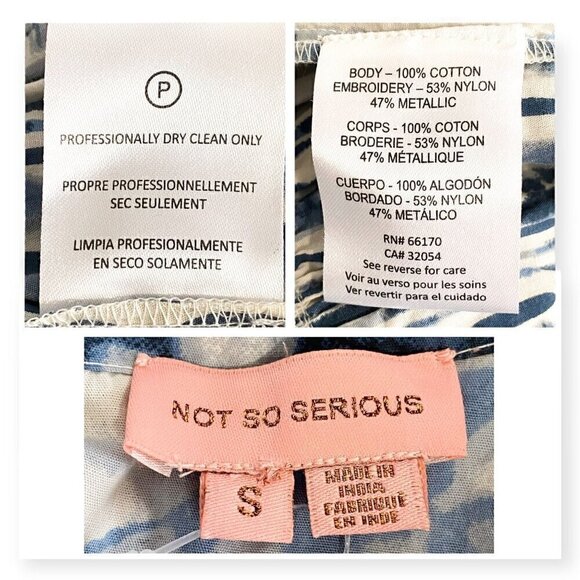 P
PROFESSIONALLY DRY CLEAN ONLY
PROPRE PROFESSIONNELLEMENT
SEC SEULEMENT
LIMPIA PROFESIONALMENTE
EN SECO SOLAMENTE
BODY – 100% COTTON
EMBROIDERY – 53% NYLON
47% METALLIC
CORPS - 100% COTON
BRODERIE - 53% NYLON
47% MÉTALLIQUE
CUERPO - 100% ALGODÓN
BORDADO - 53% NYLON
47% METÁLICO
RN# 66170
CA# 32054
See reverse for care
Voir au verso pour les soins
Ver revertir para el cuidado
NOT SO SERIOUS
S
MADE IN
INDIA
FABRIQUÉ
EN INDE